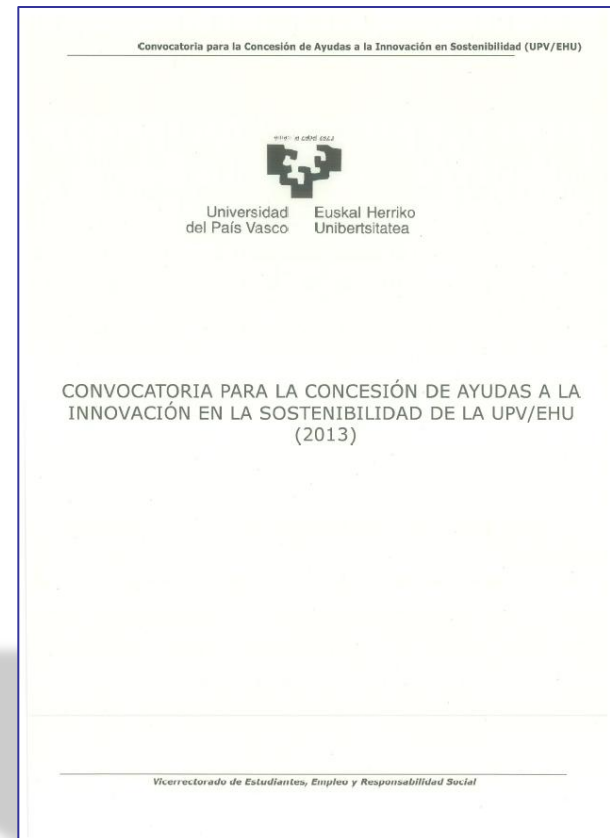 Convocatoria para la Concesión de Ayudas a la Innovación en Sostenibilidad (UPV/EHU)
Universidad Euskal Herriko
del País Vasco Unibertsitatea
CONVOCATORIA PARA LA CONCESIÓN DE AYUDAS A LA
INNOVACIÓN EN LA SOSTENIBILIDAD DE LA UPV/EHU
(2013)
Vicerrectorado de Estudiantes, Empleo y Responsabilidad Social